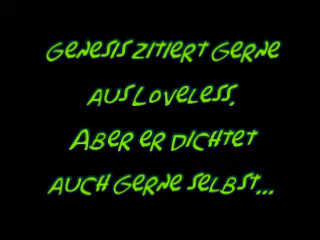 Genesis zitiert gerne
aus Loveless.
Aber er dichtet
auch gerne selbst...